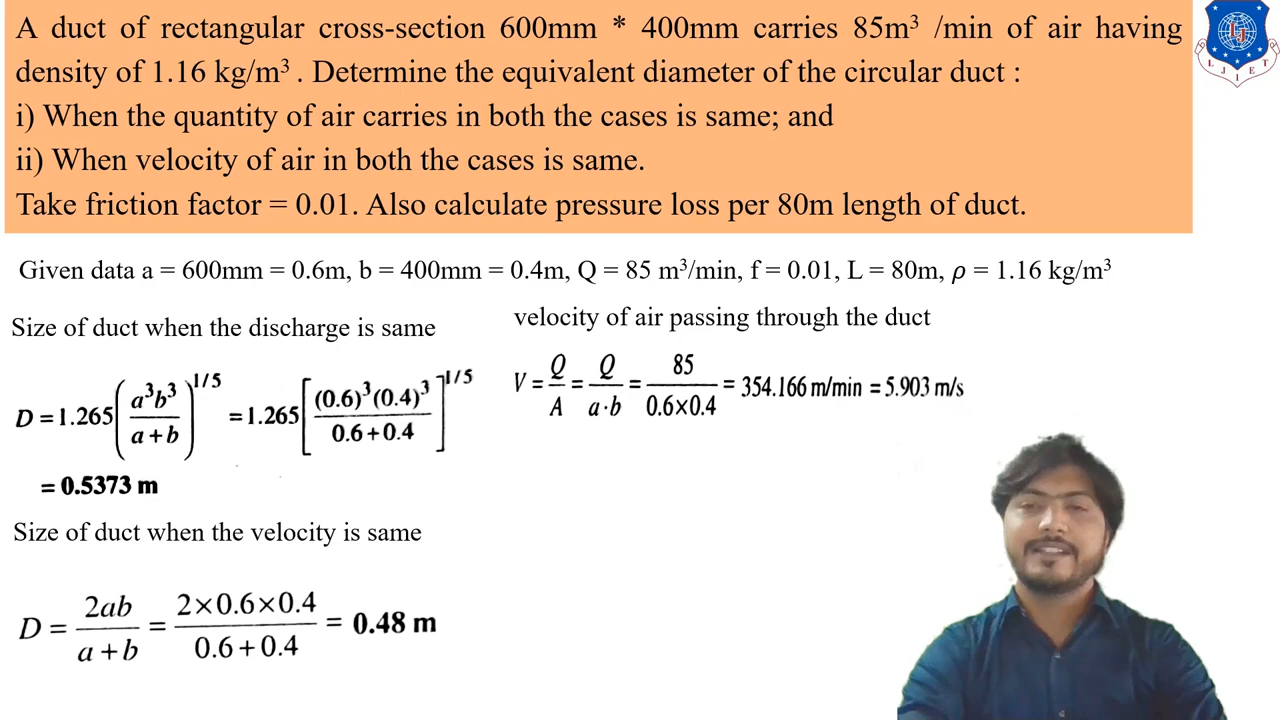 A duct of rectangular cross-section 600mm * 400mm carries 85m³ /min of air having
density of 1.16 kg/m³ . Determine the equivalent diameter of the circular duct :
i) When the quantity of air carries in both the cases is same; and
ii) When velocity of air in both the cases is same.
Take friction factor = 0.01. Also calculate pressure loss per 80m length of duct.
LJ
LJIET
Given data a = 600mm = 0.6m, b = 400mm = 0.4m, Q = 85 m³/min, f = 0.01, L = 80m, ρ = 1.16 kg/m³
Size of duct when the discharge is same
D = 1.265 (a³b³ / a + b)^1/5 = 1.265 [(0.6)³(0.4)³ / 0.6 + 0.4]^1/5
= 0.5373 m
Size of duct when the velocity is same
D = 2ab / a + b = 2×0.6×0.4 / 0.6 + 0.4 = 0.48 m
velocity of air passing through the duct
V = Q / A = Q / a·b = 85 / 0.6×0.4 = 354.166 m/min = 5.903 m/s